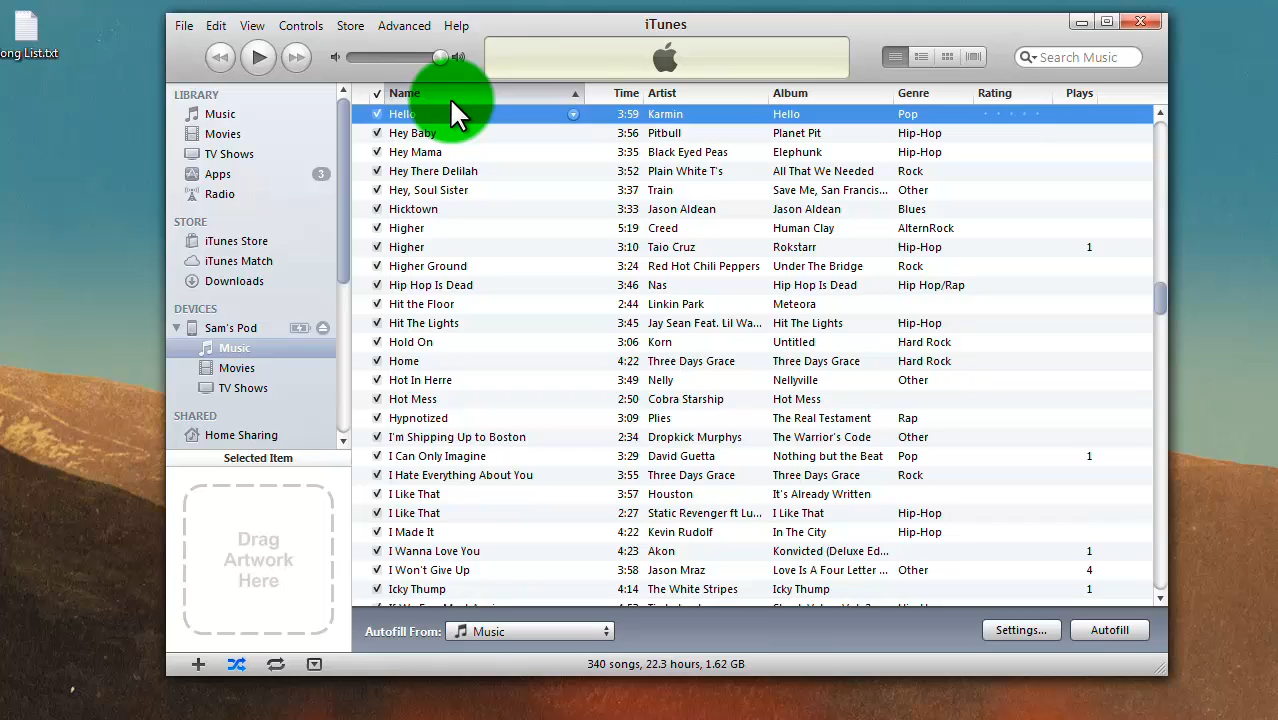 ong List.txt
iTunes
File Edit View Controls Store Advanced Help
Search Music
LIBRARY
Music
Movies
TV Shows
Apps 3
Radio
STORE
iTunes Store
iTunes Match
Downloads
DEVICES
Sam's Pod
Music
Movies
TV Shows
SHARED
Home Sharing
Selected Item
Drag
Artwork
Here
Name Time Artist Album Genre Rating Plays
Hello 3:59 Karmin Hello Pop
Hey Baby 3:56 Pitbull Planet Pit Hip-Hop
Hey Mama 3:35 Black Eyed Peas Elephunk Hip-Hop
Hey There Delilah 3:52 Plain White T's All That We Needed Rock
Hey, Soul Sister 3:37 Train Save Me, San Francis... Other
Hicktown 3:33 Jason Aldean Jason Aldean Blues
Higher 5:19 Creed Human Clay AlternRock
Higher 3:10 Taio Cruz Rokstarr Hip-Hop 1
Higher Ground 3:24 Red Hot Chili Peppers Under The Bridge Rock
Hip Hop Is Dead 3:46 Nas Hip Hop Is Dead Hip Hop/Rap
Hit the Floor 2:44 Linkin Park Meteora
Hit The Lights 3:45 Jay Sean Feat. Lil Wa... Hit The Lights Hip-Hop
Hold On 3:06 Korn Untitled Hard Rock
Home 4:22 Three Days Grace Three Days Grace Hard Rock
Hot In Herre 3:49 Nelly Nellyville Other
Hot Mess 2:50 Cobra Starship Hot Mess
Hypnotized 3:09 Plies The Real Testament Rap
I'm Shipping Up to Boston 2:34 Dropkick Murphys The Warrior's Code Other
I Can Only Imagine 3:29 David Guetta Nothing but the Beat Pop 1
I Hate Everything About You 3:55 Three Days Grace Three Days Grace Rock
I Like That 3:57 Houston It's Already Written
I Like That 2:27 Static Revenger ft Lu... I Like That Hip-Hop
I Made It 4:22 Kevin Rudolf In The City Hip-Hop
I Wanna Love You 4:23 Akon Konvicted (Deluxe Ed... 1
I Won't Give Up 3:58 Jason Mraz Love Is A Four Letter ... Other 4
Icky Thump 4:14 The White Stripes Icky Thump 1
Autofill From: Music Settings... Autofill
340 songs, 22.3 hours, 1.62 GB